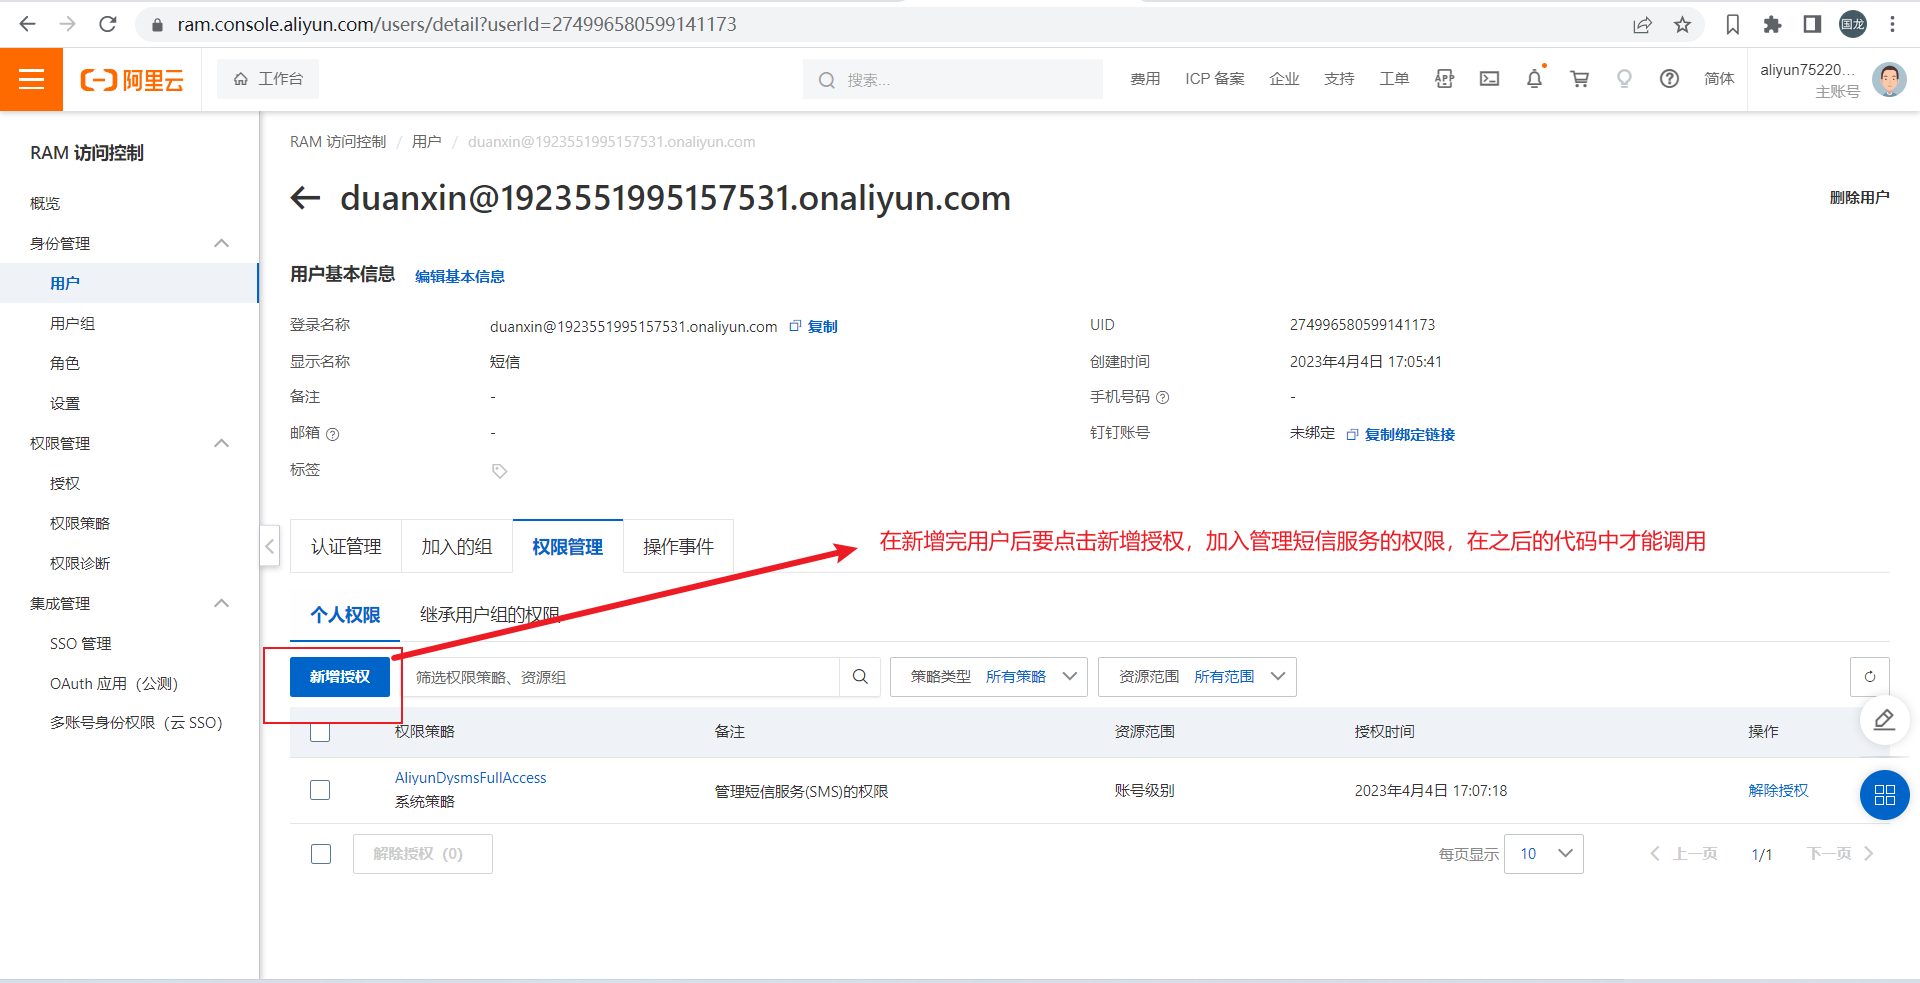 ram.console.aliyun.com/users/detail?userId=274996580599141173
国龙
阿里云
工作台
搜索...
费用 ICP 备案 企业 支持 工单 APP 简体
aliyun75220...
主账号
RAM 访问控制
概览
身份管理
用户
用户组
角色
设置
权限管理
授权
权限策略
权限诊断
集成管理
SSO 管理
OAuth 应用（公测）
多账号身份权限（云 SSO）
RAM 访问控制 / 用户 / duanxin@1923551995157531.onaliyun.com
duanxin@1923551995157531.onaliyun.com
删除用户
用户基本信息 编辑基本信息
登录名称 duanxin@1923551995157531.onaliyun.com 复制 UID 274996580599141173
显示名称 短信 创建时间 2023年4月4日 17:05:41
备注 - 手机号码 -
邮箱 - 钉钉账号 未绑定 复制绑定链接
标签
认证管理 加入的组 权限管理 操作事件
在新增完用户后要点击新增授权，加入管理短信服务的权限，在之后的代码中才能调用
个人权限 继承用户组的权限
新增授权 筛选权限策略、资源组 策略类型 所有策略 资源范围 所有范围
权限策略 备注 资源范围 授权时间 操作
AliyunDysmsFullAccess
系统策略
管理短信服务(SMS)的权限 账号级别 2023年4月4日 17:07:18 解除授权
解除授权（0） 每页显示 10 上一页 1/1 下一页